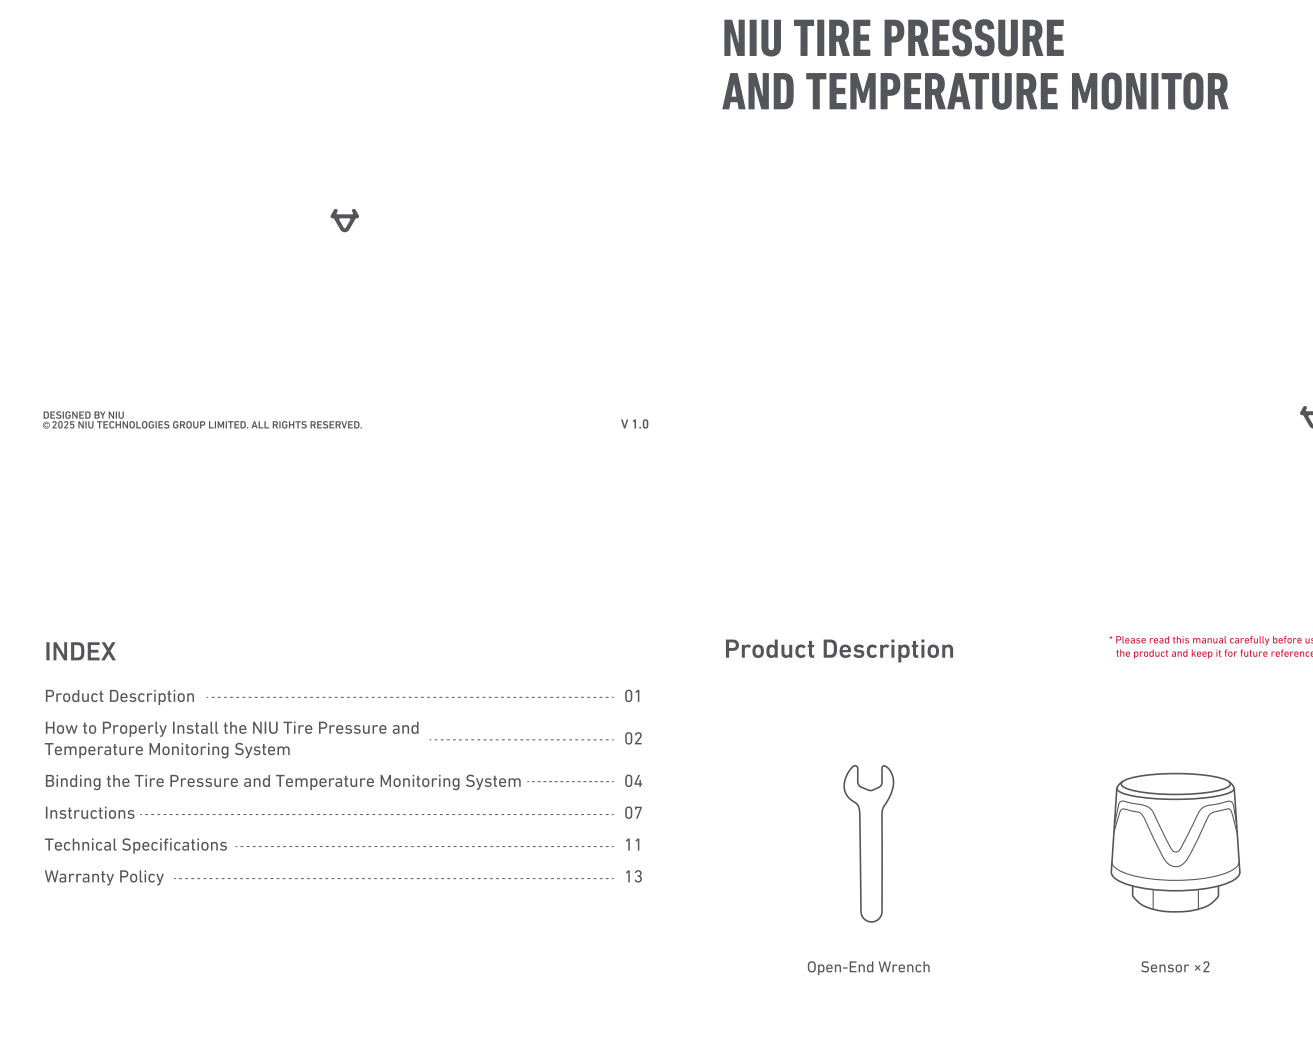 NIU TIRE PRESSURE
AND TEMPERATURE MONITOR
DESIGNED BY NIU
© 2025 NIU TECHNOLOGIES GROUP LIMITED. ALL RIGHTS RESERVED.
V 1.0
INDEX
Product Description 01
How to Properly Install the NIU Tire Pressure and
Temperature Monitoring System 02
Binding the Tire Pressure and Temperature Monitoring System 04
Instructions 07
Technical Specifications 11
Warranty Policy 13
Product Description
* Please read this manual carefully before
the product and keep it for future reference
Open-End Wrench
Sensor ×2